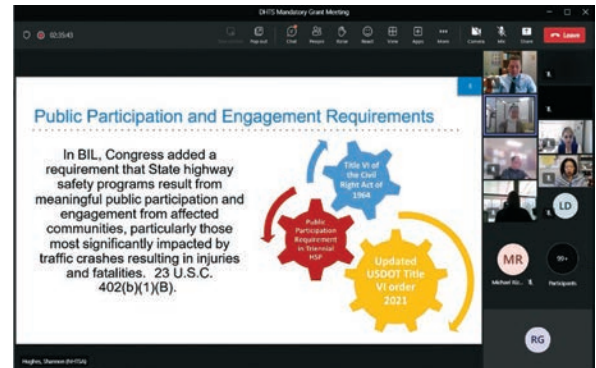 DHTS Mandatory Grant Meeting
02:35:43
Pop out
Chat
People
Raise
React
View
Apps
More
Camera
Mic
Share
Leave
Public Participation and Engagement Requirements
In BIL, Congress added a
requirement that State highway
safety programs result from
meaningful public participation and
engagement from affected
communities, particularly those
most significantly impacted by
traffic crashes resulting in injuries
and fatalities. 23 U.S.C.
402(b)(1)(B).
Title VI of
the Civil
Right Act of
1964
Public
Participation
Requirement
in Triennial
HSP
Updated
USDOT Title
VI order
2021
LD
MR
99+
Participants
RG
Hughes, Shannon (NHTSA)